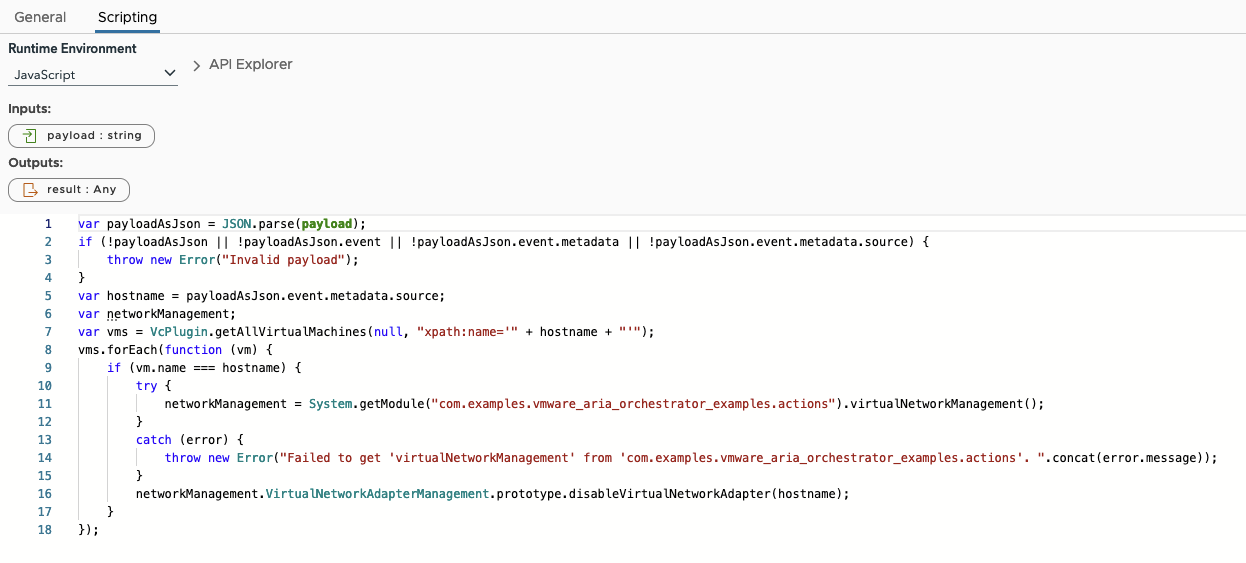 General Scripting
Runtime Environment
JavaScript
API Explorer
Inputs:
payload : string
Outputs:
result : Any
1 var payloadAsJson = JSON.parse(payload);
2 if (!payloadAsJson || !payloadAsJson.event || !payloadAsJson.event.metadata || !payloadAsJson.event.metadata.source) {
3     throw new Error("Invalid payload");
4 }
5 var hostname = payloadAsJson.event.metadata.source;
6 var networkManagement;
7 var vms = VcPlugin.getAllVirtualMachines(null, "xpath:name='" + hostname + "'");
8 vms.forEach(function (vm) {
9     if (vm.name === hostname) {
10         try {
11             networkManagement = System.getModule("com.examples.vmware_aria_orchestrator_examples.actions").virtualNetworkManagement();
12         }
13         catch (error) {
14             throw new Error("Failed to get 'virtualNetworkManagement' from 'com.examples.vmware_aria_orchestrator_examples.actions'. ".concat(error.message));
15         }
16         networkManagement.VirtualNetworkAdapterManagement.prototype.disableVirtualNetworkAdapter(hostname);
17     }
18 });